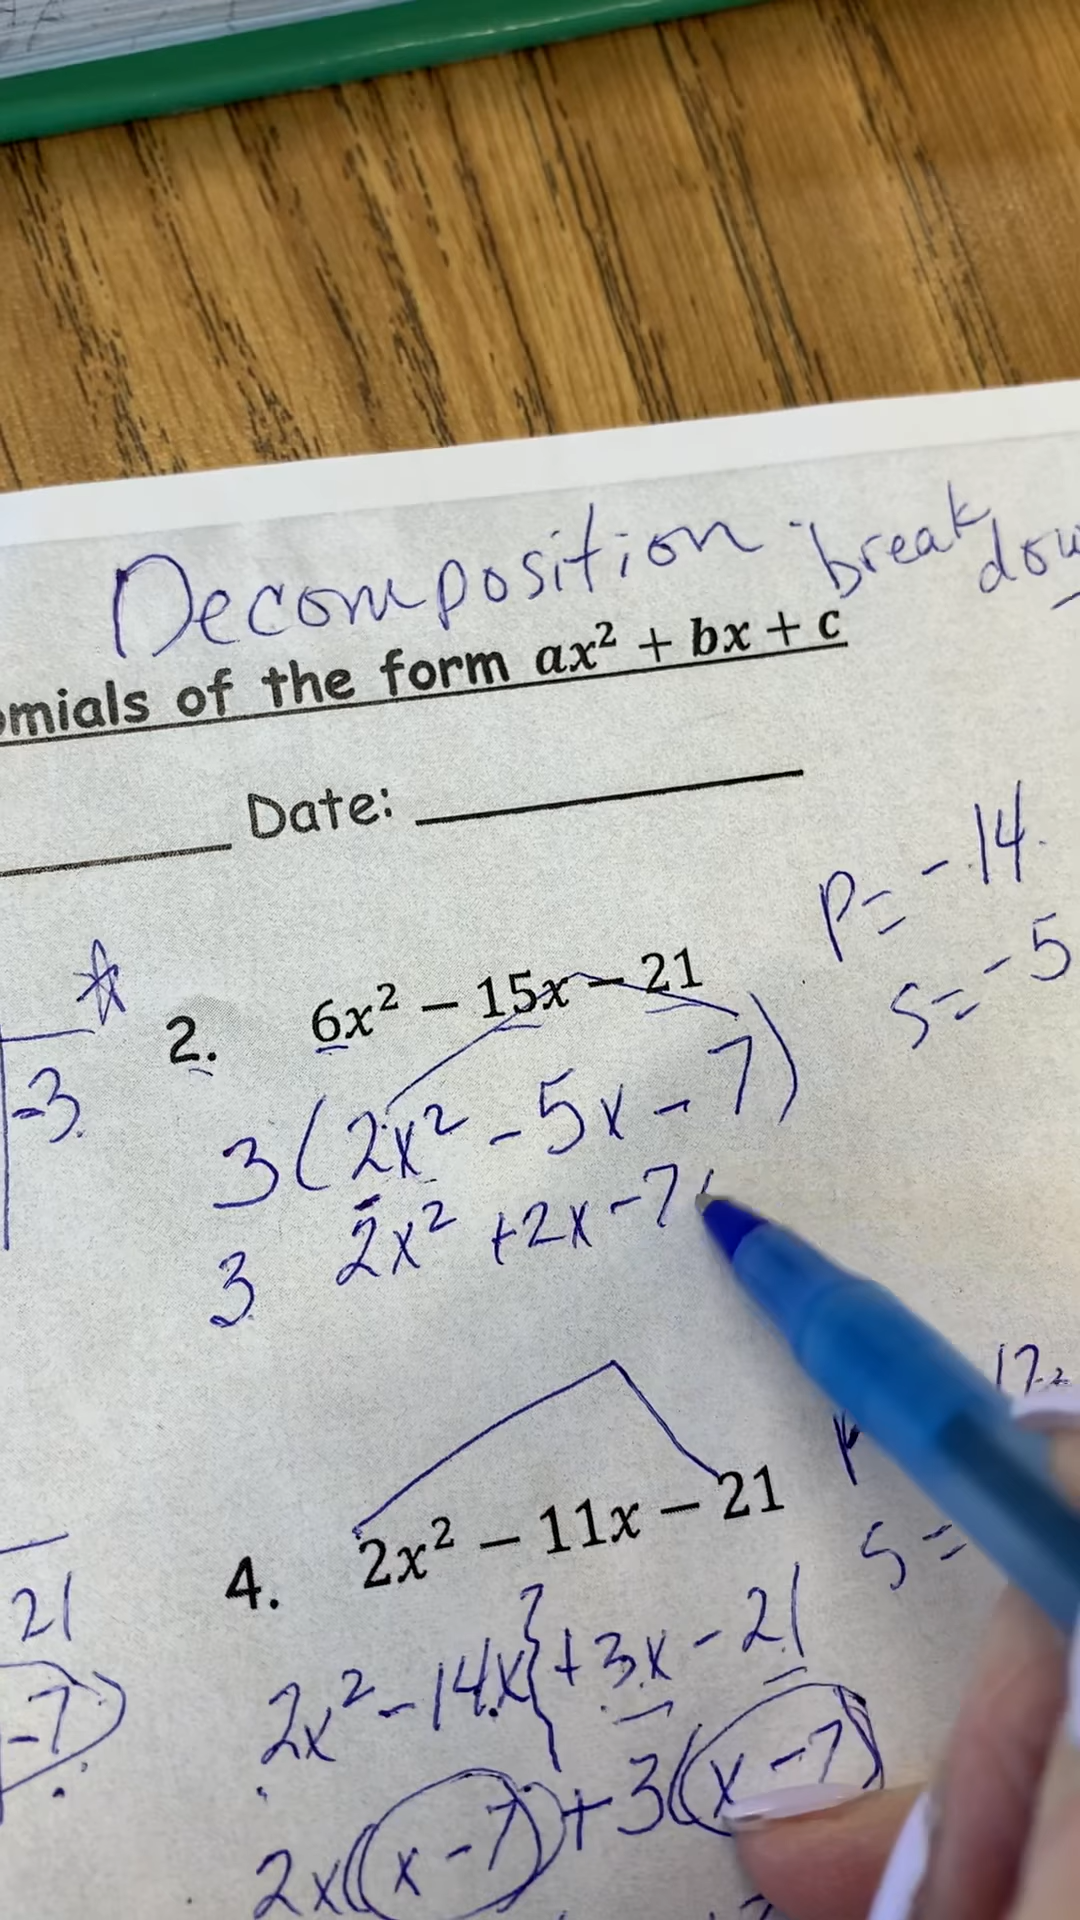 Decomposition - break
omials of the form ax² + bx + c
Date:
P = -14
S = -5
2. 6x² - 15x - 21
-3
3(2x² - 5x - 7)
3 2x² + 2x - 7
4. 2x² - 11x - 21
S =
21
2x² - 14x } + 3x - 21
-7)
2x(x - 7) + 3(x - 7)